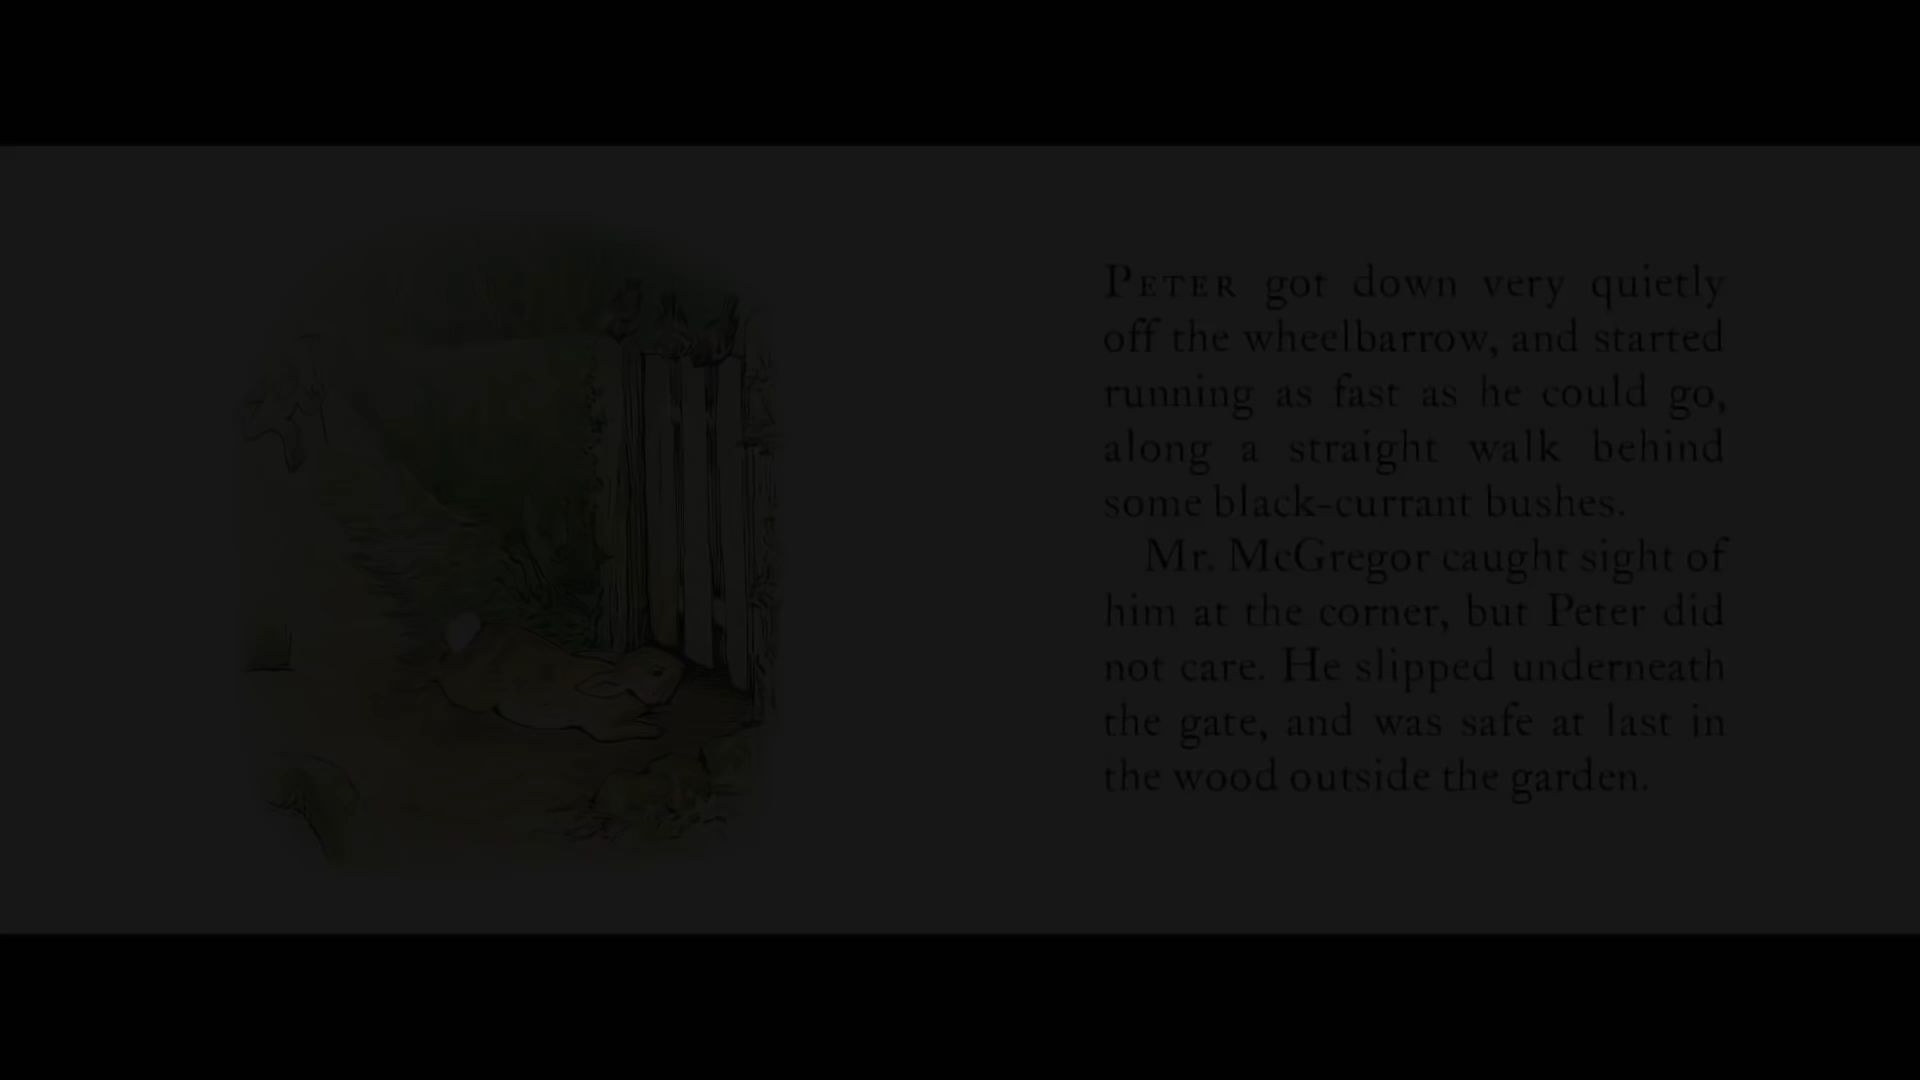 PETER got down very quietly
off the wheelbarrow, and started
running as fast as he could go,
along a straight walk behind
some black-currant bushes.
Mr. McGregor caught sight of
him at the corner, but Peter did
not care. He slipped underneath
the gate, and was safe at last in
the wood outside the garden.